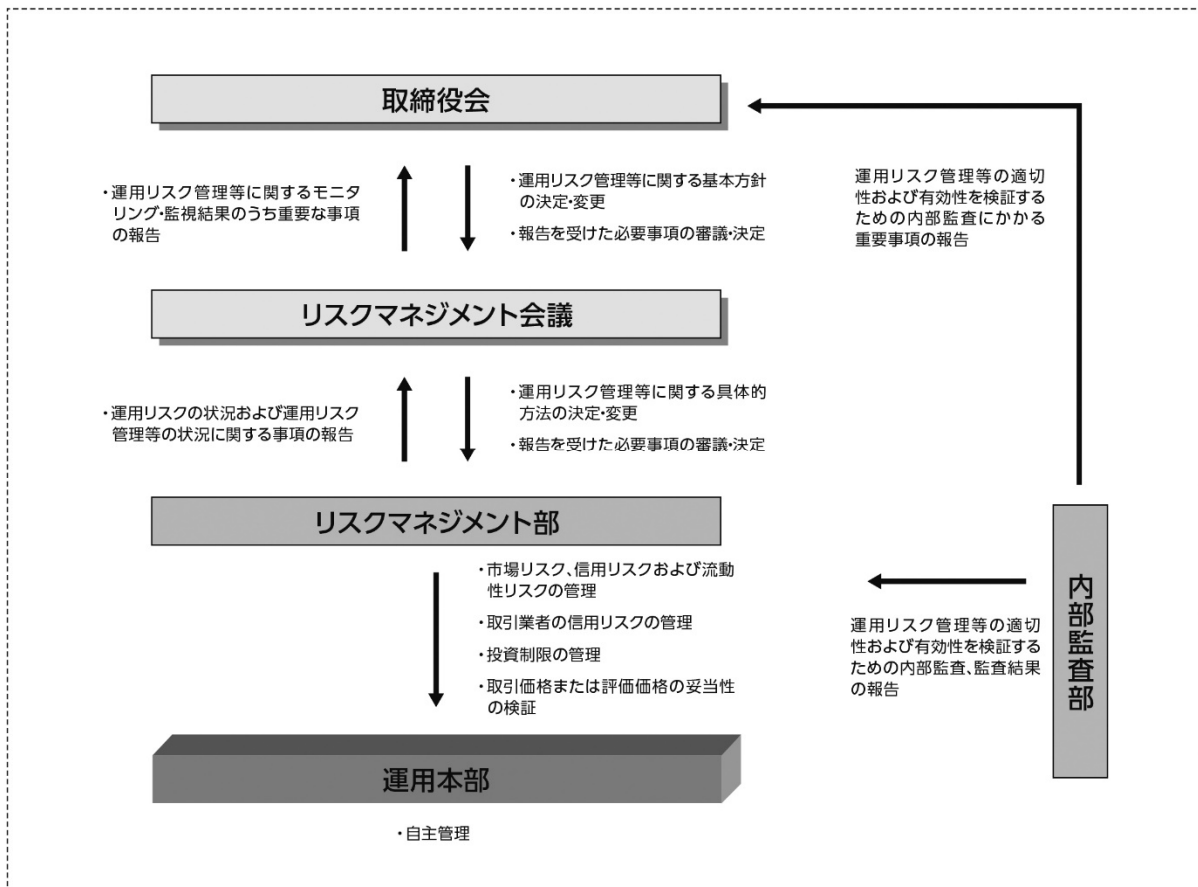 取締役会
・運用リスク管理等に関するモニ
タリング・監視結果のうち重要な事項
の報告
・運用リスク管理等に関する基本方針
の決定・変更
・報告を受けた必要事項の審議・決定
運用リスク管理等の適切
性および有効性を検証する
ための内部監査にかかる
重要事項の報告
リスクマネジメント会議
・運用リスクの状況および運用リスク
管理等の状況に関する事項の報告
・運用リスク管理等に関する具体的
方法の決定・変更
・報告を受けた必要事項の審議・決定
リスクマネジメント部
・市場リスク、信用リスクおよび流動
性リスクの管理
・取引業者の信用リスクの管理
・投資制限の管理
・取引価格または評価価格の妥当性
の検証
運用リスク管理等の適切
性および有効性を検証する
ための内部監査、監査結果
の報告
内部監査部
運用本部
・自主管理